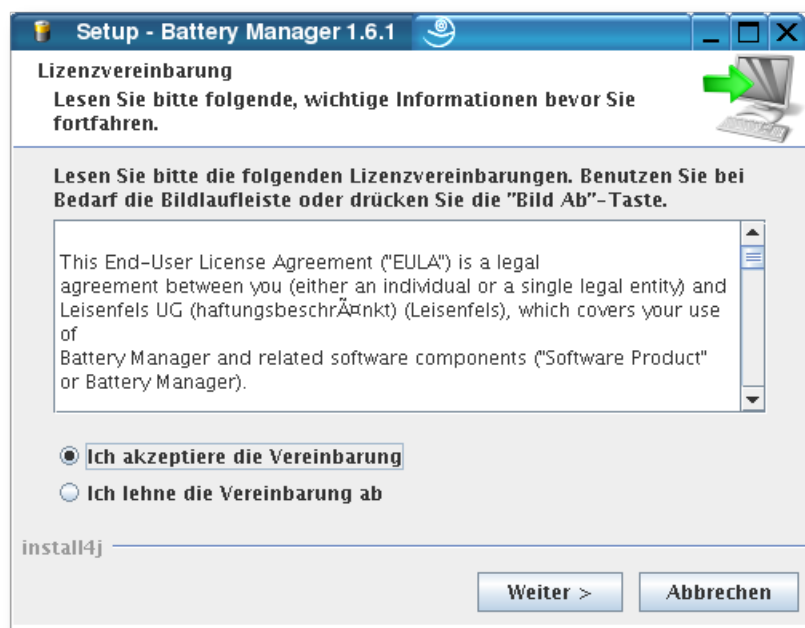 Setup - Battery Manager 1.6.1
Lizenzvereinbarung
Lesen Sie bitte folgende, wichtige Informationen bevor Sie
fortfahren.
Lesen Sie bitte die folgenden Lizenzvereinbarungen. Benutzen Sie bei
Bedarf die Bildlaufleiste oder drücken Sie die "Bild Ab"-Taste.
This End-User License Agreement ("EULA") is a legal
agreement between you (either an individual or a single legal entity) and
Leisenfels UG (haftungsbeschrÃ¤nkt) (Leisenfels), which covers your use
of
Battery Manager and related software components ("Software Product"
or Battery Manager).
Ich akzeptiere die Vereinbarung
Ich lehne die Vereinbarung ab
install4j
Weiter >
Abbrechen